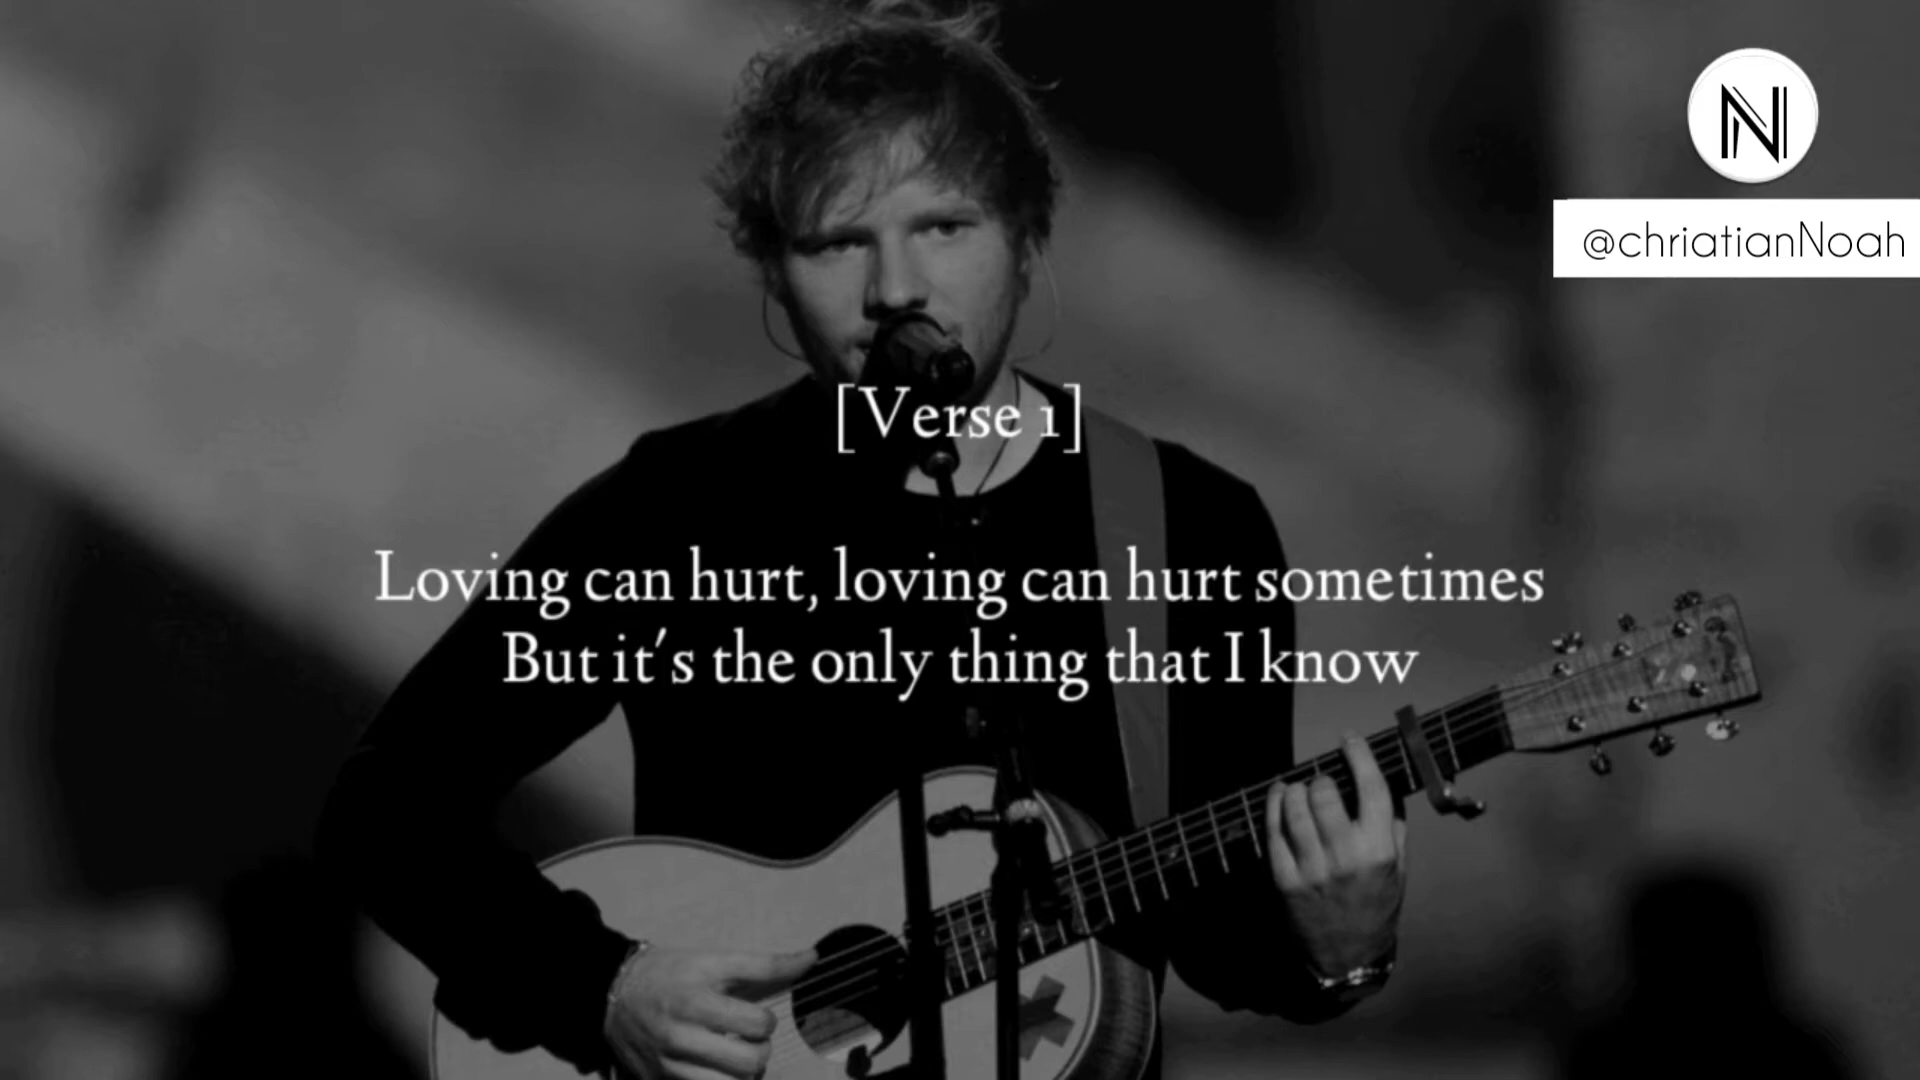 N
@chriatianNoah
[Verse 1]
Loving can hurt, loving can hurt sometimes
But it's the only thing that I know